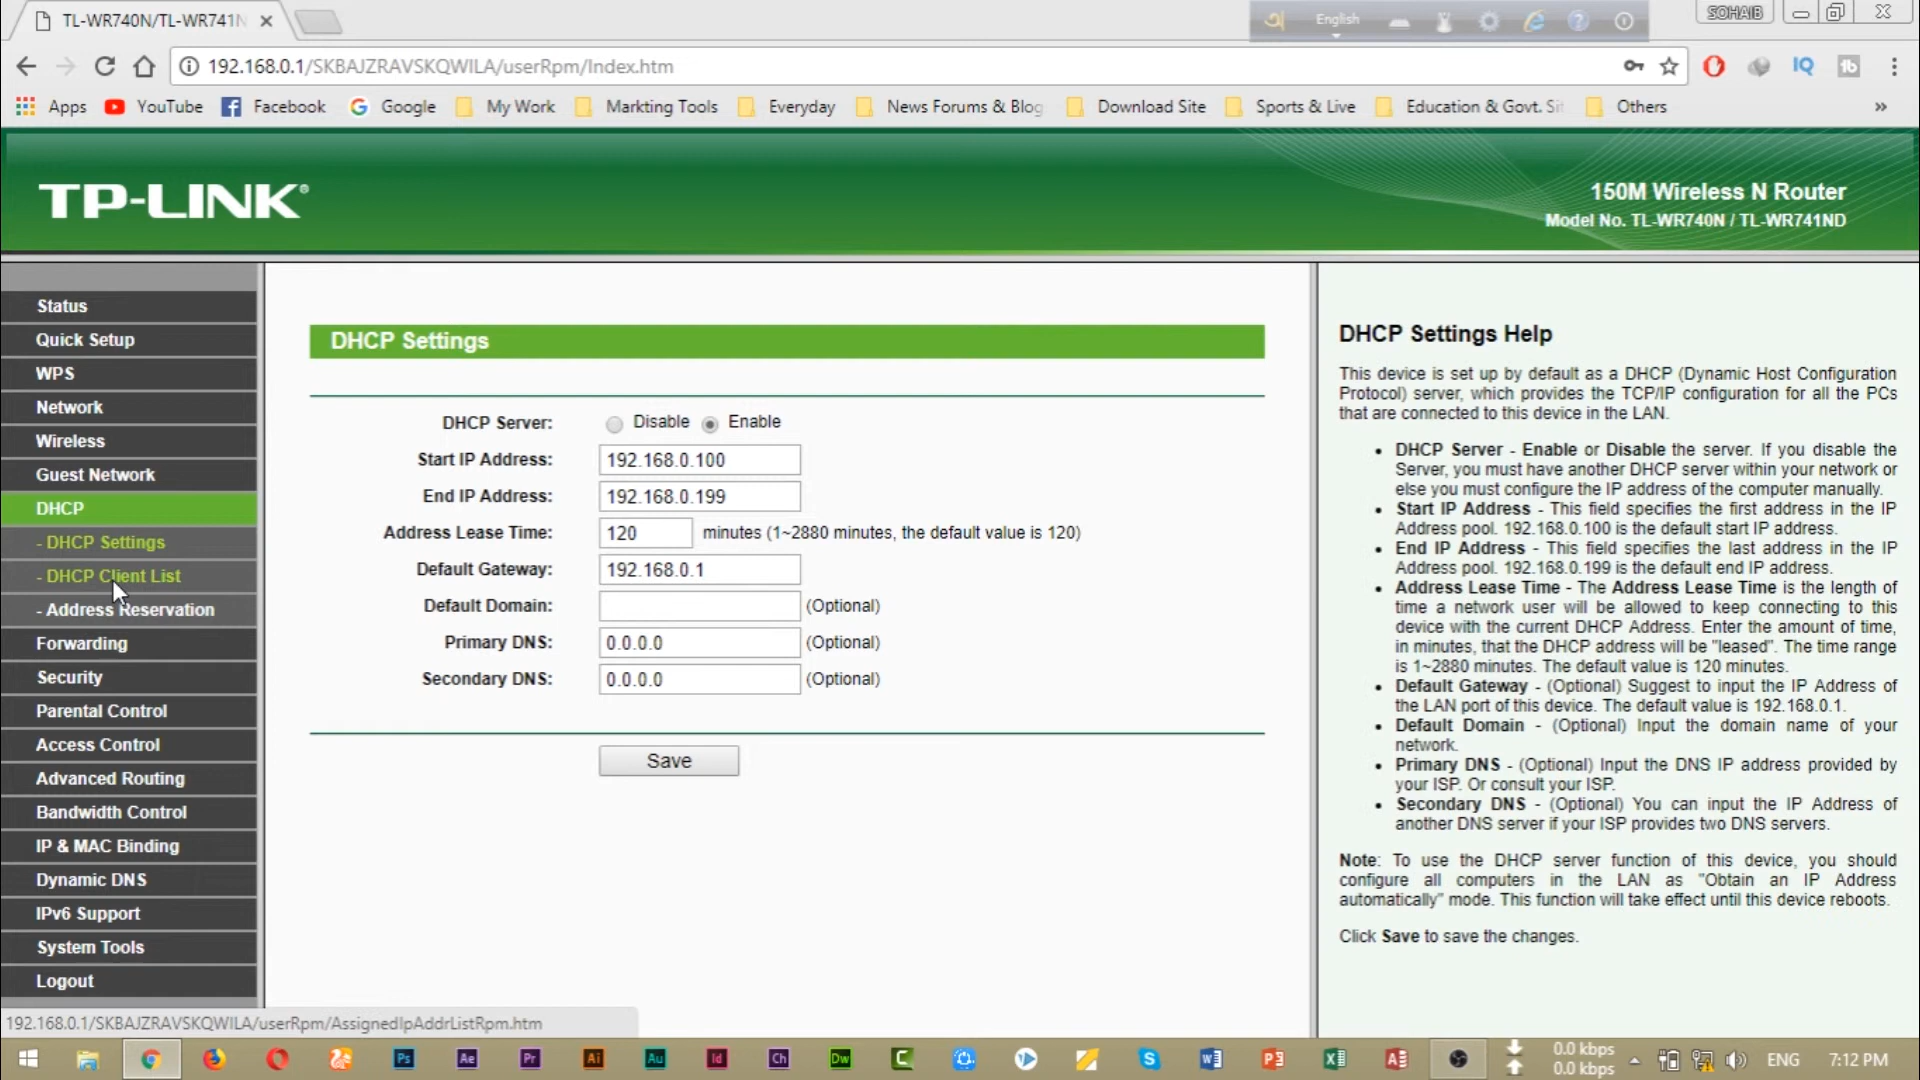 TL-WR740N/TL-WR741N
English
SOHAIB
192.168.0.1/SKBAJZRAVSKQWILA/userRpm/Index.htm
Apps YouTube Facebook Google My Work Markting Tools Everyday News Forums & Blog Download Site Sports & Live Education & Govt. Sit Others
TP-LINK®
150M Wireless N Router
Model No. TL-WR740N / TL-WR741ND
Status
Quick Setup
WPS
Network
Wireless
Guest Network
DHCP
- DHCP Settings
- DHCP Client List
- Address Reservation
Forwarding
Security
Parental Control
Access Control
Advanced Routing
Bandwidth Control
IP & MAC Binding
Dynamic DNS
IPv6 Support
System Tools
Logout
DHCP Settings
DHCP Server: Disable Enable
Start IP Address: 192.168.0.100
End IP Address: 192.168.0.199
Address Lease Time: 120 minutes (1~2880 minutes, the default value is 120)
Default Gateway: 192.168.0.1
Default Domain: (Optional)
Primary DNS: 0.0.0.0 (Optional)
Secondary DNS: 0.0.0.0 (Optional)
Save
DHCP Settings Help
This device is set up by default as a DHCP (Dynamic Host Configuration
Protocol) server, which provides the TCP/IP configuration for all the PCs
that are connected to this device in the LAN.
• DHCP Server - Enable or Disable the server. If you disable the
Server, you must have another DHCP server within your network or
else you must configure the IP address of the computer manually.
• Start IP Address - This field specifies the first address in the IP
Address pool. 192.168.0.100 is the default start IP address.
• End IP Address - This field specifies the last address in the IP
Address pool. 192.168.0.199 is the default end IP address.
• Address Lease Time - The Address Lease Time is the length of
time a network user will be allowed to keep connecting to this
device with the current DHCP Address. Enter the amount of time,
in minutes, that the DHCP address will be "leased". The time range
is 1~2880 minutes. The default value is 120 minutes.
• Default Gateway - (Optional) Suggest to input the IP Address of
the LAN port of this device. The default value is 192.168.0.1.
• Default Domain - (Optional) Input the domain name of your
network.
• Primary DNS - (Optional) Input the DNS IP address provided by
your ISP. Or consult your ISP.
• Secondary DNS - (Optional) You can input the IP Address of
another DNS server if your ISP provides two DNS servers.
Note: To use the DHCP server function of this device, you should
configure all computers in the LAN as "Obtain an IP Address
automatically" mode. This function will take effect until this device reboots.
Click Save to save the changes.
192.168.0.1/SKBAJZRAVSKQWILA/userRpm/AssignedIpAddrListRpm.htm
Ps Ae Pr Ai Au Id Ch Dw
0.0 kbps
0.0 kbps
ENG 7:12 PM